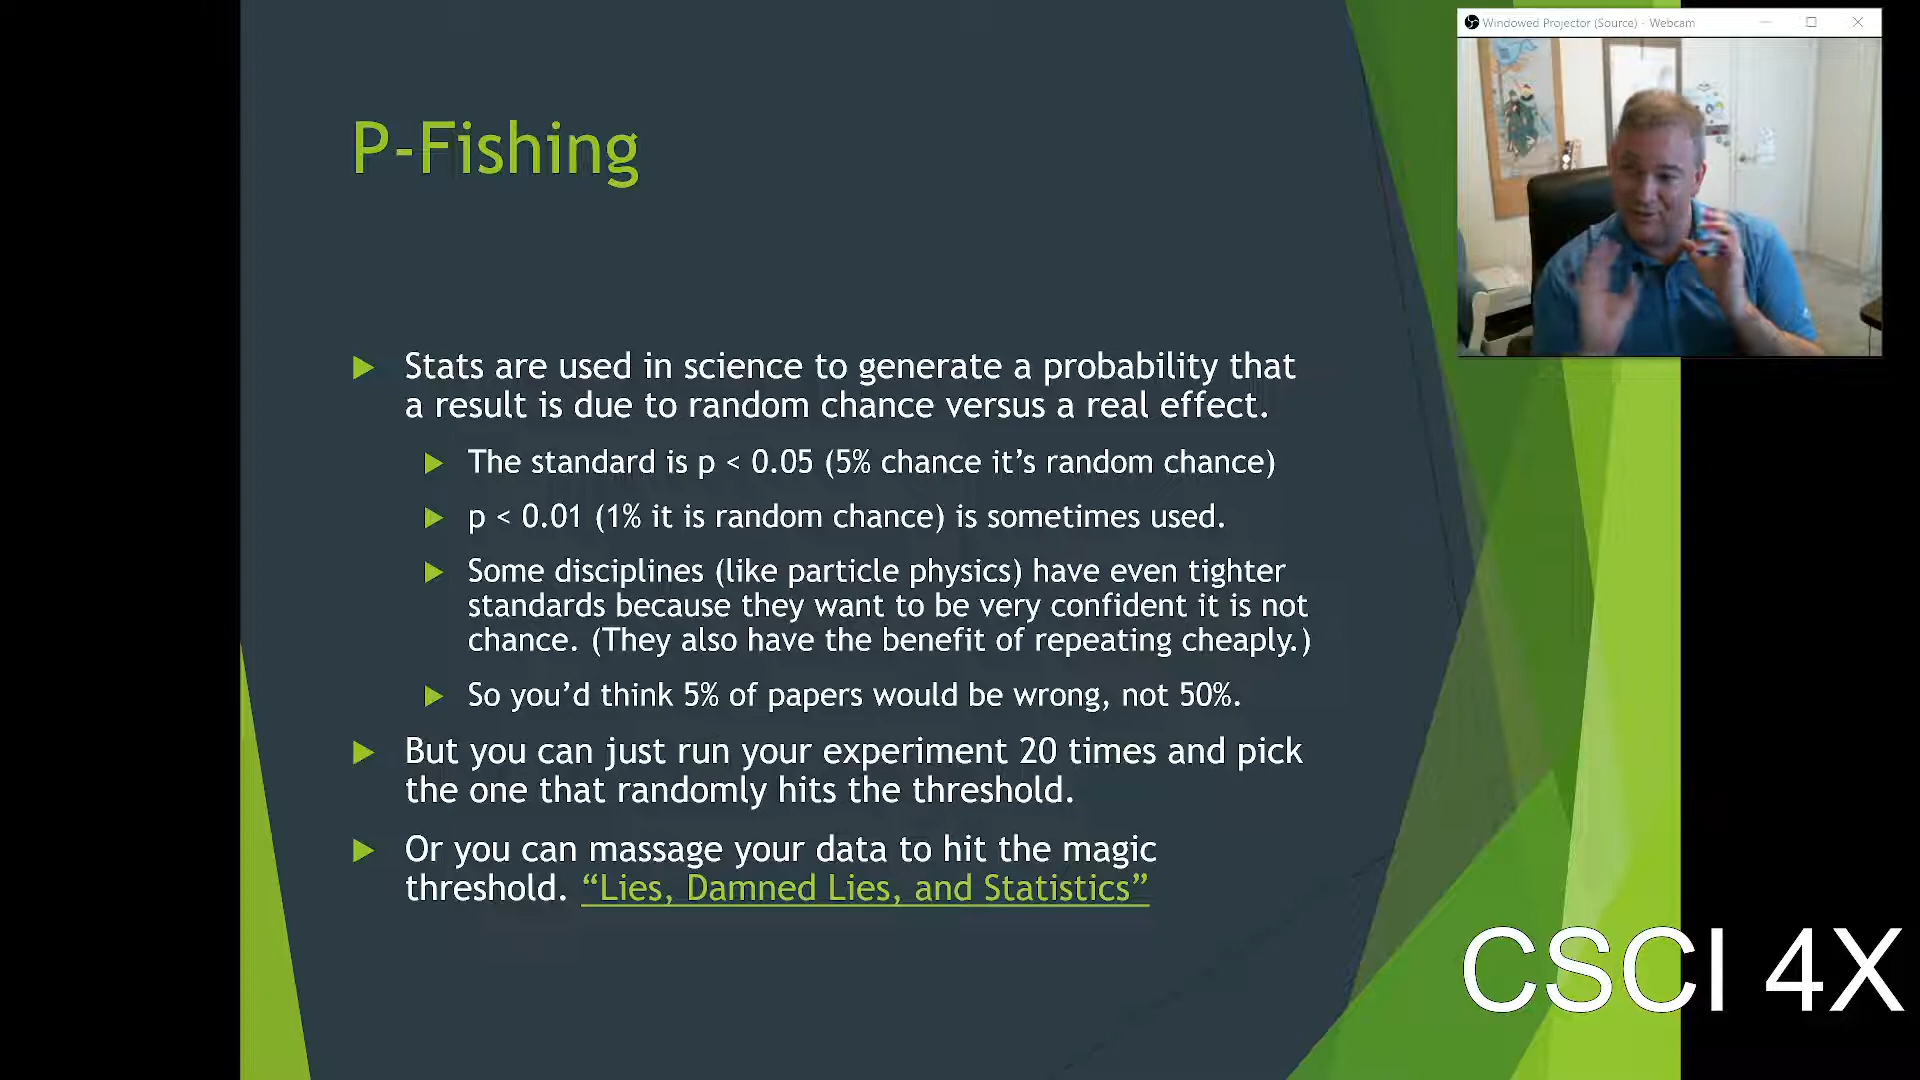 Windowed Projector (Source) - Webcam
P-Fishing
Stats are used in science to generate a probability that
a result is due to random chance versus a real effect.
The standard is p < 0.05 (5% chance it’s random chance)
p < 0.01 (1% it is random chance) is sometimes used.
Some disciplines (like particle physics) have even tighter
standards because they want to be very confident it is not
chance. (They also have the benefit of repeating cheaply.)
So you’d think 5% of papers would be wrong, not 50%.
But you can just run your experiment 20 times and pick
the one that randomly hits the threshold.
Or you can massage your data to hit the magic
threshold. “Lies, Damned Lies, and Statistics”
CSCI 4X